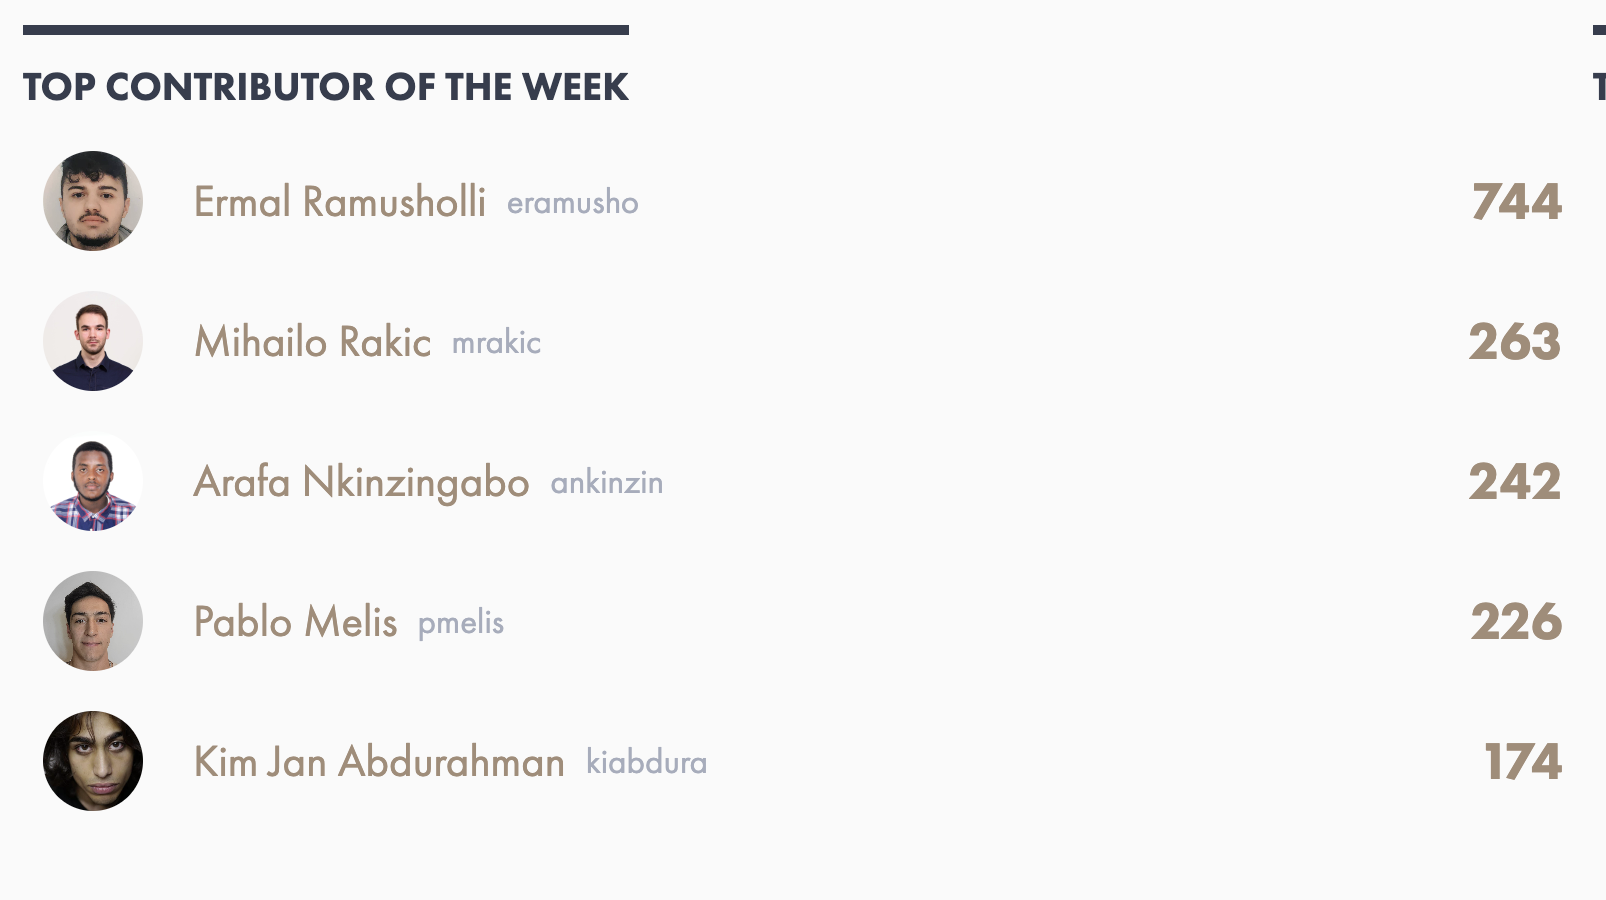 TOP CONTRIBUTOR OF THE WEEK
Ermal Ramusholli eramusho 744
Mihailo Rakic mrakic 263
Arafa Nkinzingabo ankinzin 242
Pablo Melis pmelis 226
Kim Jan Abdurahman kiabdura 174